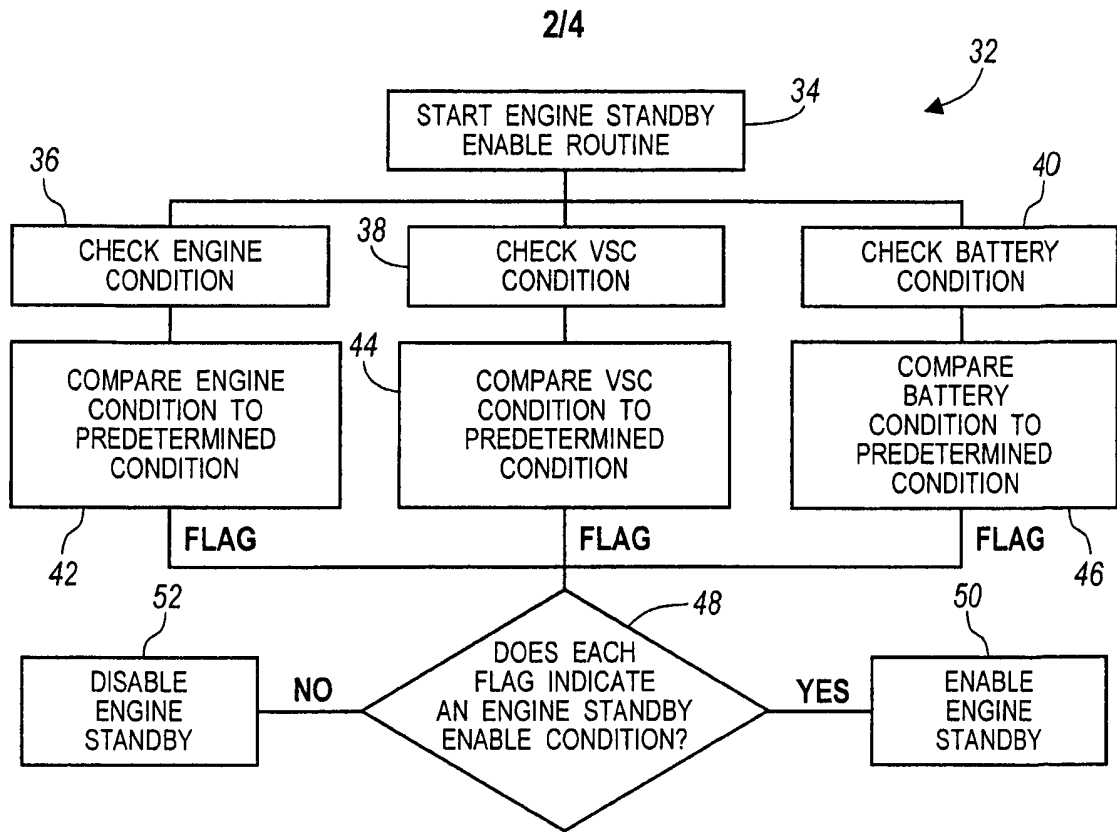 2/4
32
START ENGINE STANDBY
ENABLE ROUTINE
34
36
CHECK ENGINE
CONDITION
38
CHECK VSC
CONDITION
40
CHECK BATTERY
CONDITION
COMPARE ENGINE
CONDITION TO
PREDETERMINED
CONDITION
42
44
COMPARE VSC
CONDITION TO
PREDETERMINED
CONDITION
COMPARE
BATTERY
CONDITION TO
PREDETERMINED
CONDITION
46
FLAG
FLAG
FLAG
48
DOES EACH
FLAG INDICATE
AN ENGINE STANDBY
ENABLE CONDITION?
NO
52
DISABLE
ENGINE
STANDBY
YES
50
ENABLE
ENGINE
STANDBY